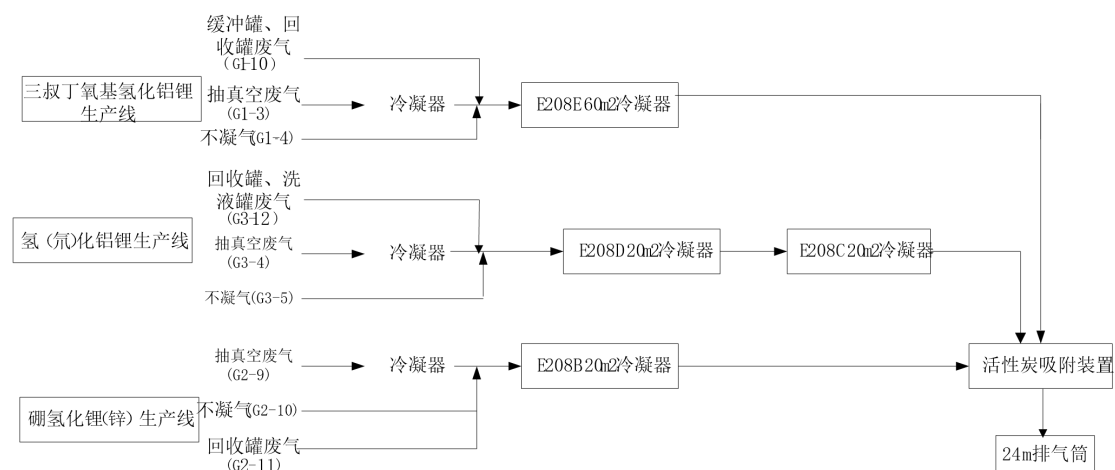 缓冲罐、回
收罐废气
(G1-10)
三叔丁氧基氢化铝锂
生产线
抽真空废气
(G1-3)
冷凝器
E208E60m2冷凝器
不凝气(G1-4)
回收罐、洗
液罐废气
(G3-12)
氢(氘)化铝锂生产线
抽真空废气
(G3-4)
冷凝器
E208D20m2冷凝器
E208C20m2冷凝器
不凝气(G3-5)
抽真空废气
(G2-9)
冷凝器
E208B20m2冷凝器
活性炭吸附装置
硼氢化锂(锌)生产线
不凝气(G2-10)
回收罐废气
(G2-11)
24m排气筒